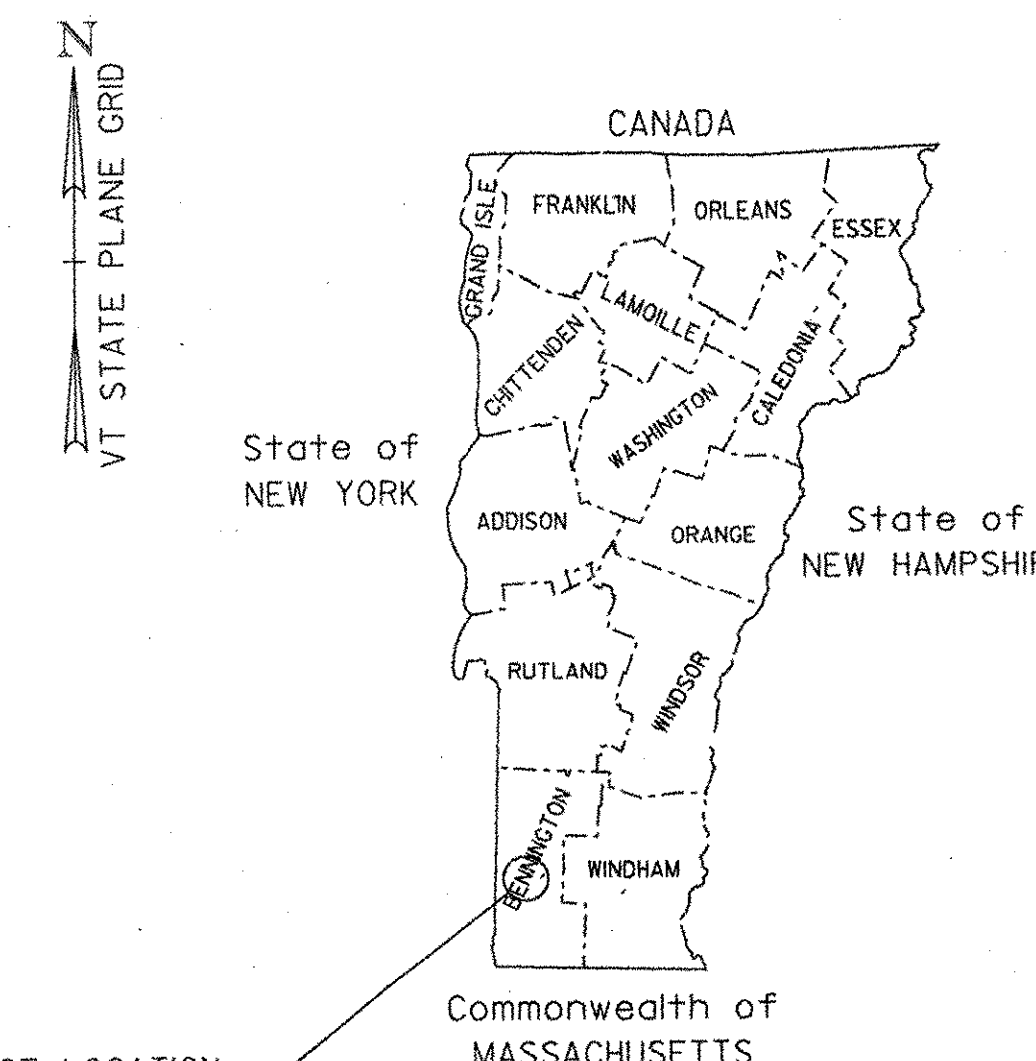 N
VT STATE PLANE GRID
CANADA
GRAND ISLE
FRANKLIN
ORLEANS
ESSEX
LAMOILLE
CHITTENDEN
CALEDONIA
WASHINGTON
State of
NEW YORK
ADDISON
ORANGE
State of
NEW HAMPSHIR
RUTLAND
WINDSOR
BENNINGTON
WINDHAM
Commonwealth of
MASSACHUSETTS
LOCATION